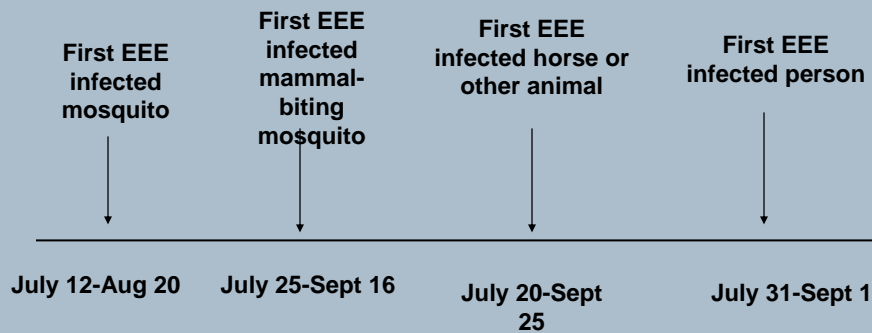 First EEE
infected
mosquito
First EEE
infected
mammal-
biting
mosquito
First EEE
infected horse or
other animal
First EEE
infected person
July 12-Aug 20
July 25-Sept 16
July 20-Sept
25
July 31-Sept 1